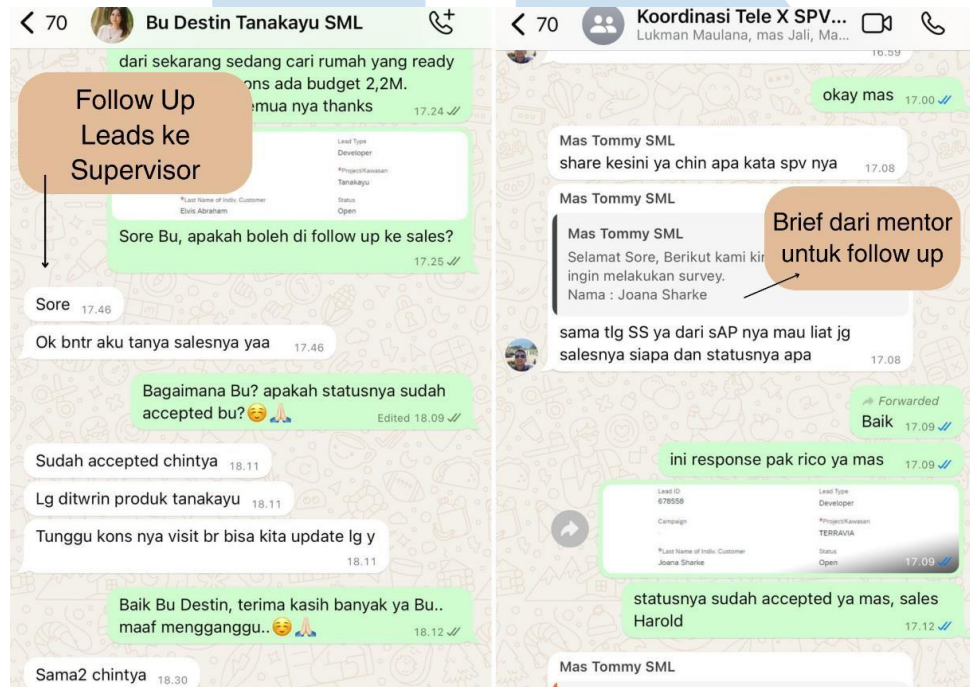 70
Bu Destin Tanakayu SML
dari sekarang sedang cari rumah yang ready
ons ada budget 2,2M.
emua nya thanks
17.24
Follow Up
Leads ke
Supervisor
Lead Type
Developer
*Project/Kawasan
Tanakayu
*Last Name of Indiv. Customer
Status
Elvis Abraham
Open
Sore Bu, apakah boleh di follow up ke sales?
17.25
Sore 17.46
Ok bntr aku tanya salesnya yaa 17.46
Bagaimana Bu? apakah statusnya sudah
accepted bu?☺️🙏🏻
Edited 18.09
Sudah accepted chintya 18.11
Lg ditwrin produk tanakayu 18.11
Tunggu kons nya visit br bisa kita update lg y
18.11
Baik Bu Destin, terima kasih banyak ya Bu..
maaf mengganggu..☺️🙏🏻
18.12
Sama2 chintya 18.30
70
Koordinasi Tele X SPV...
Lukman Maulana, mas Jali, Ma...
16.59
okay mas 17.00
Mas Tommy SML
share kesini ya chin apa kata spv nya 17.08
Mas Tommy SML
Mas Tommy SML
Selamat Sore, Berikut kami kir
ingin melakukan survey.
Nama : Joana Sharke
Brief dari mentor
untuk follow up
sama tlg SS ya dari sAP nya mau liat jg
salesnya siapa dan statusnya apa 17.08
Forwarded
Baik 17.09
ini response pak rico ya mas 17.09
Lead ID
Lead Type
678558
Developer
Campaign
*Project/Kawasan
TERRAVIA
*Last Name of Indiv. Customer
Status
Joana Sharke
Open
17.09
statusnya sudah accepted ya mas, sales
Harold
17.12
Mas Tommy SML